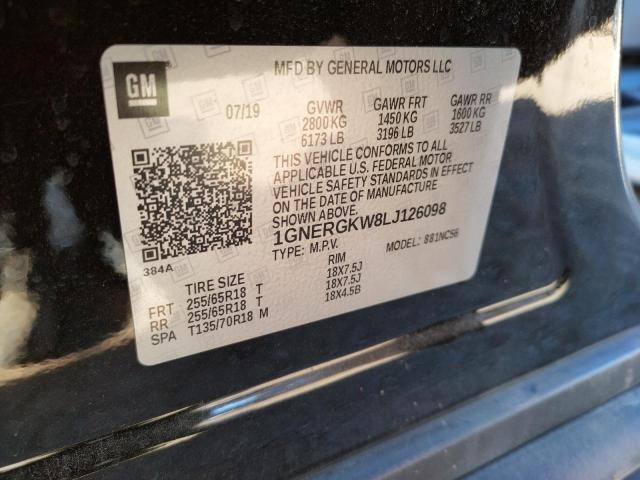 GM
MFD BY GENERAL MOTORS LLC
07/19 GVWR GAWR FRT GAWR RR
2800 KG 1450 KG 1600 KG
6173 LB 3196 LB 3527 LB
THIS VEHICLE CONFORMS TO ALL
APPLICABLE U.S. FEDERAL MOTOR
VEHICLE SAFETY STANDARDS IN EFFECT
ON THE DATE OF MANUFACTURE
SHOWN ABOVE.
1GNERGKW8LJ126098
TYPE: M.P.V. MODEL: 881NC56
384A
TIRE SIZE RIM
FRT 255/65R18 T 18X7.5J
RR 255/65R18 T 18X7.5J
SPA T135/70R18 M 18X4.5B